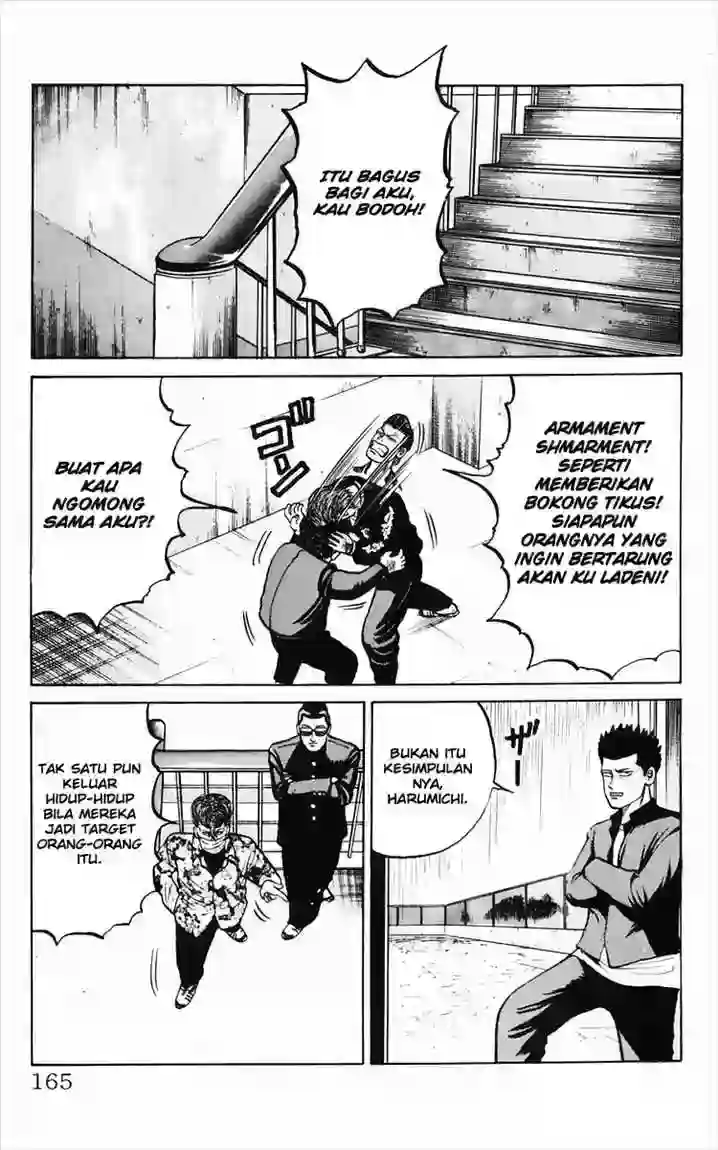 ITU BAGUS
BAGI AKU,
KAU BODOH!
ARMAMENT
SHMARMENT!
SEPERTI
MEMBERIKAN
BOKONG TIKUS!
SIAPAPUN
ORANGNYA YANG
INGIN BERTARUNG
AKAN KU LADENI!
ゴン
BUAT APA
KAU
NGOMONG
SAMA AKU?!
BUKAN ITU
KESIMPULAN
NYA,
HARUMICHI.
TAK SATU PUN
KELUAR
HIDUP-HIDUP
BILA MEREKA
JADI TARGET
ORANG-ORANG
ITU.
165